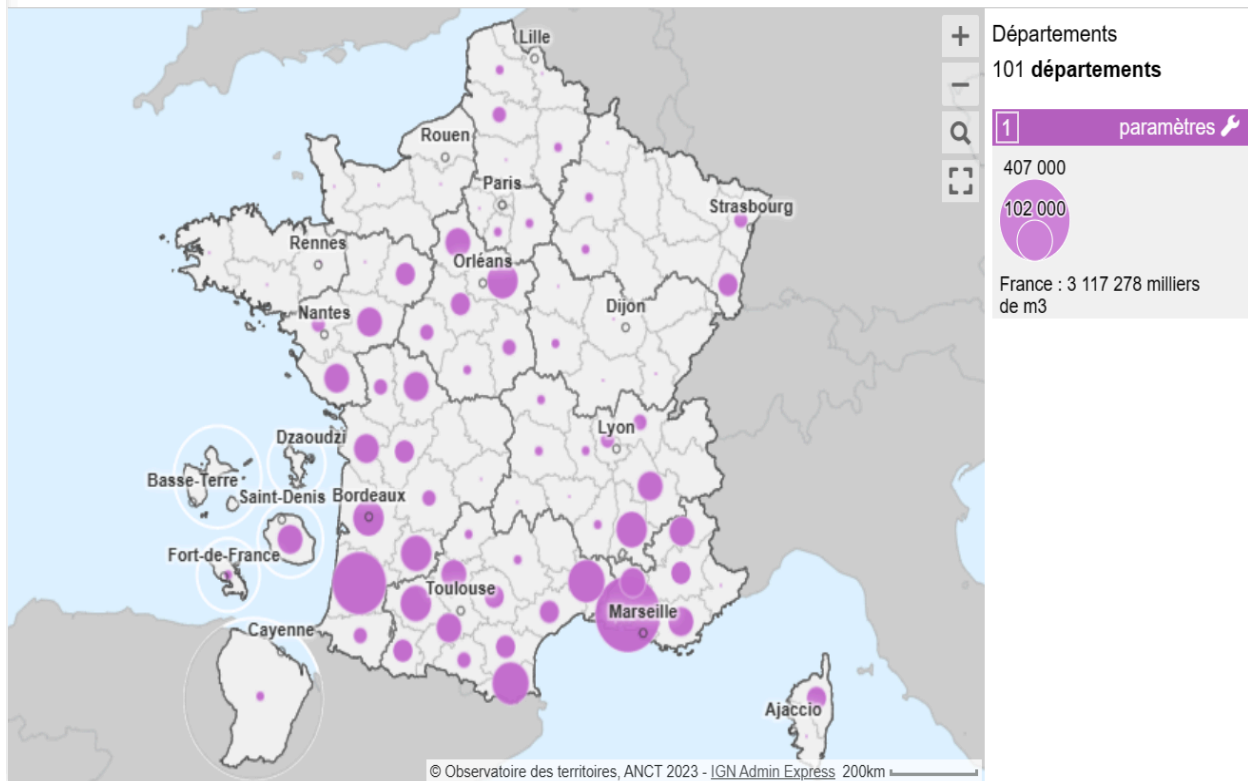 Lille
Rouen
Paris
Strasbourg
Rennes
Orléans
Nantes
Dijon
Dzaoudzi
Lyon
Basse-Terre
Saint-Denis
Bordeaux
Fort-de-France
Toulouse
Marseille
Cayenne
Ajaccio
© Observatoire des territoires, ANCT 2023 - IGN Admin Express 200km
+
−
Départements
101 départements
1 paramètres
407 000
102 000
France : 3 117 278 milliers
de m3